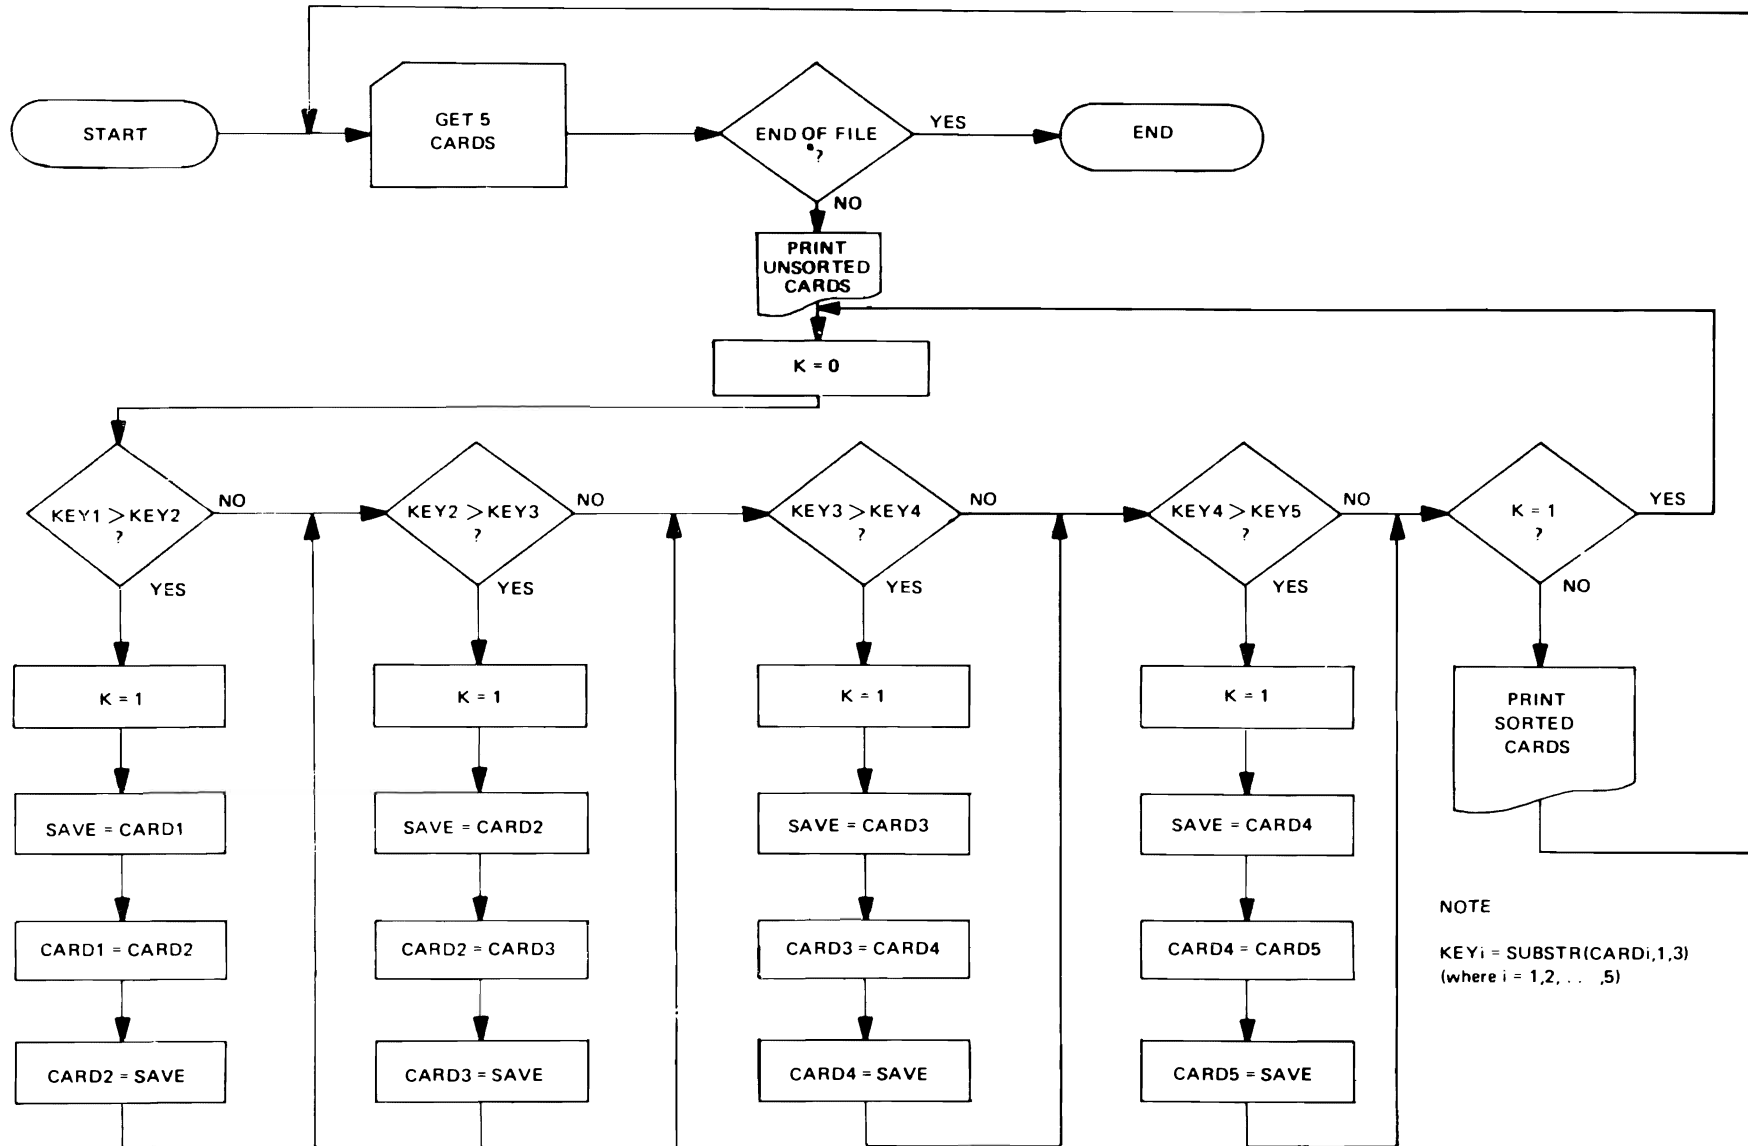 START
GET 5
CARDS
END OF FILE
?
YES
END
NO
PRINT
UNSORTED
CARDS
K = 0
KEY1 > KEY2
?
NO
YES
KEY2 > KEY3
?
NO
YES
KEY3 > KEY4
?
NO
YES
KEY4 > KEY5
?
NO
YES
K = 1
?
YES
NO
K = 1
K = 1
K = 1
K = 1
PRINT
SORTED
CARDS
SAVE = CARD1
SAVE = CARD2
SAVE = CARD3
SAVE = CARD4
CARD1 = CARD2
CARD2 = CARD3
CARD3 = CARD4
CARD4 = CARD5
CARD2 = SAVE
CARD3 = SAVE
CARD4 = SAVE
CARD5 = SAVE
NOTE
KEYi = SUBSTR(CARDi,1,3)
(where i = 1,2, . . ,5)